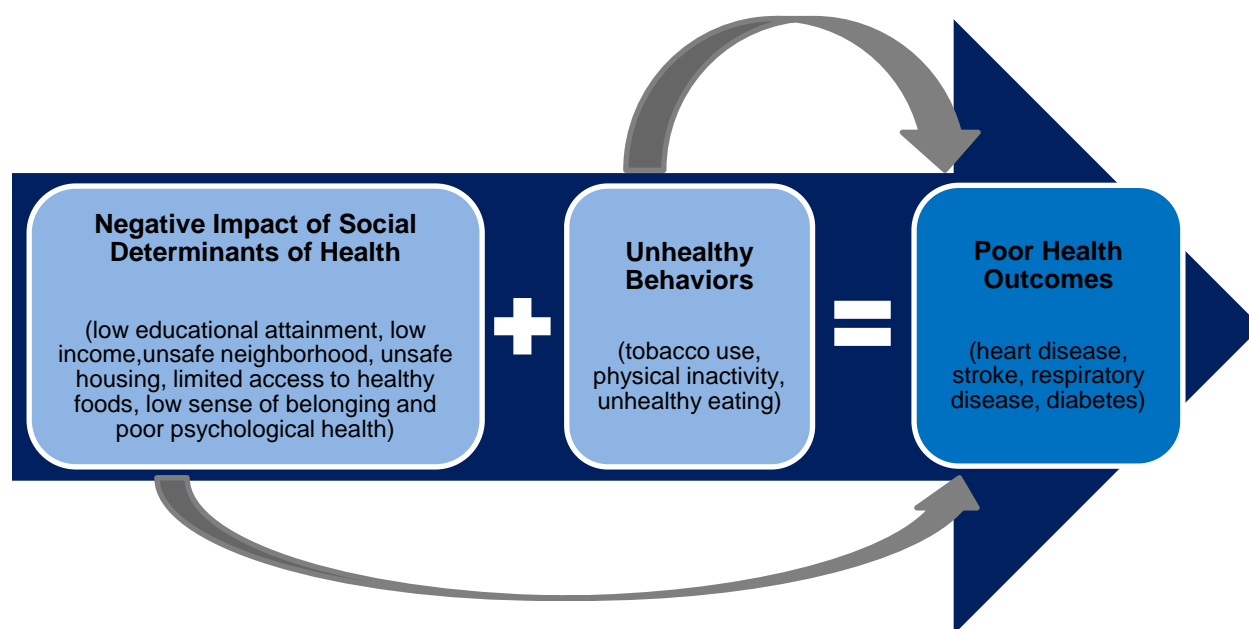 Negative Impact of Social
Determinants of Health
(low educational attainment, low
income,unsafe neighborhood, unsafe
housing, limited access to healthy
foods, low sense of belonging and
poor psychological health)
+
Unhealthy
Behaviors
(tobacco use,
physical inactivity,
unhealthy eating)
=
Poor Health
Outcomes
(heart disease,
stroke, respiratory
disease, diabetes)